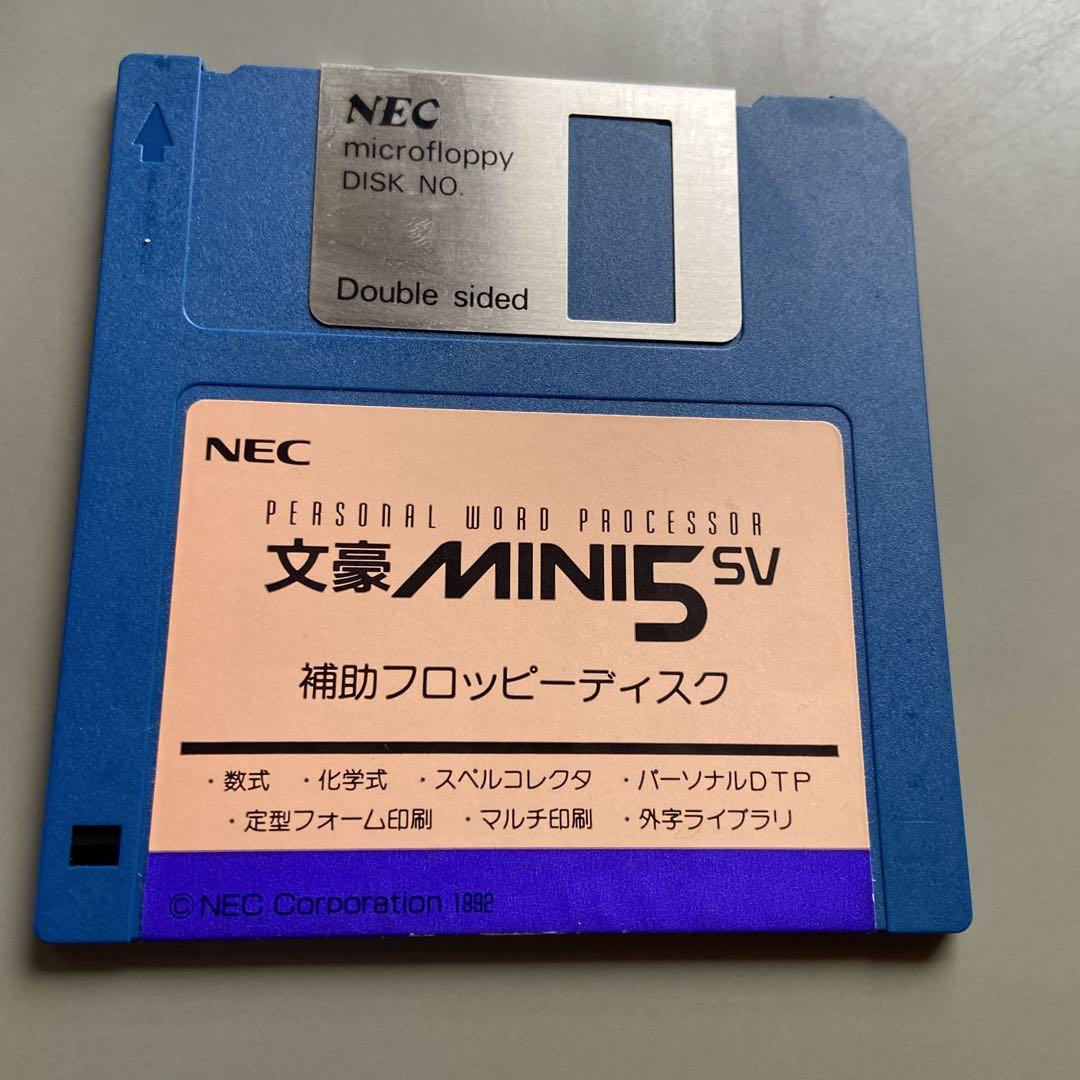 NEC
microfloppy
DISK NO.
Double sided
NEC
PERSONAL WORD PROCESSOR
文豪MINI5 SV
補助フロッピーディスク
・数式 ・化学式 ・スペルコレクタ ・パーソナルDTP
・定型フォーム印刷 ・マルチ印刷 ・外字ライブラリ
© NEC Corporation 1992